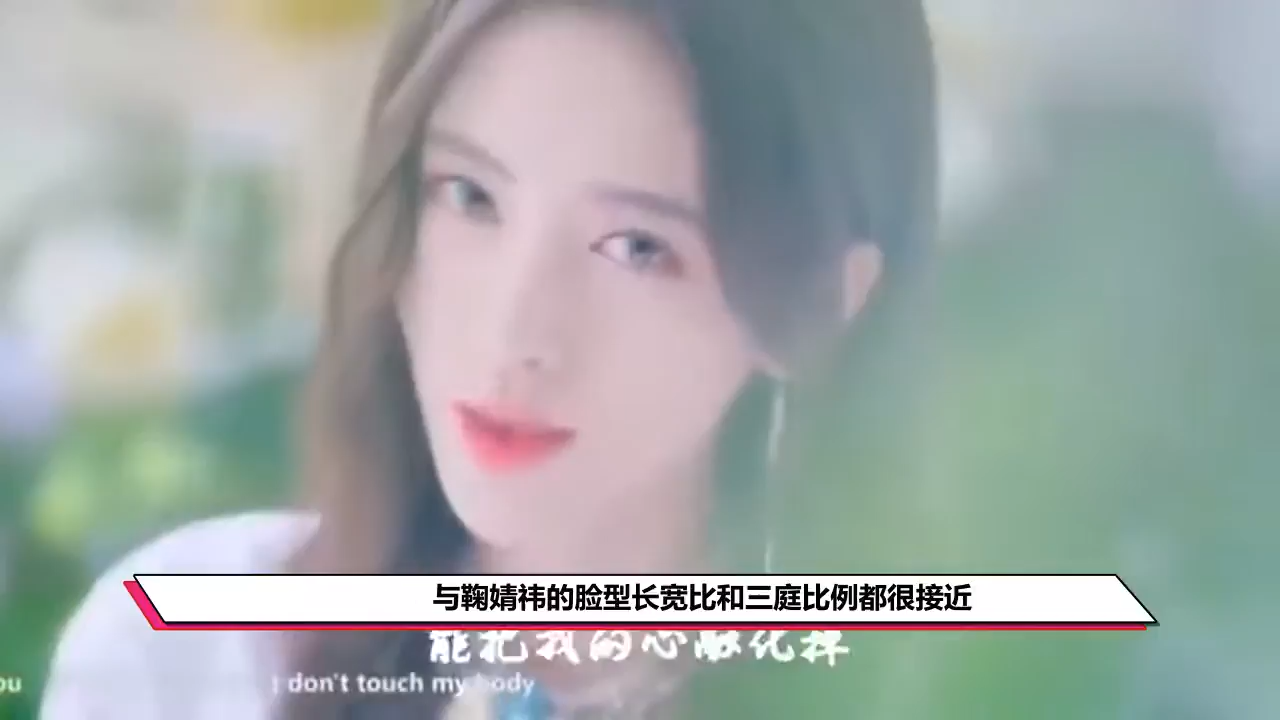 与鞠婧祎的脸型长宽比和三庭比例都很接近
能把我的心融化掉
ou
I don't touch my body